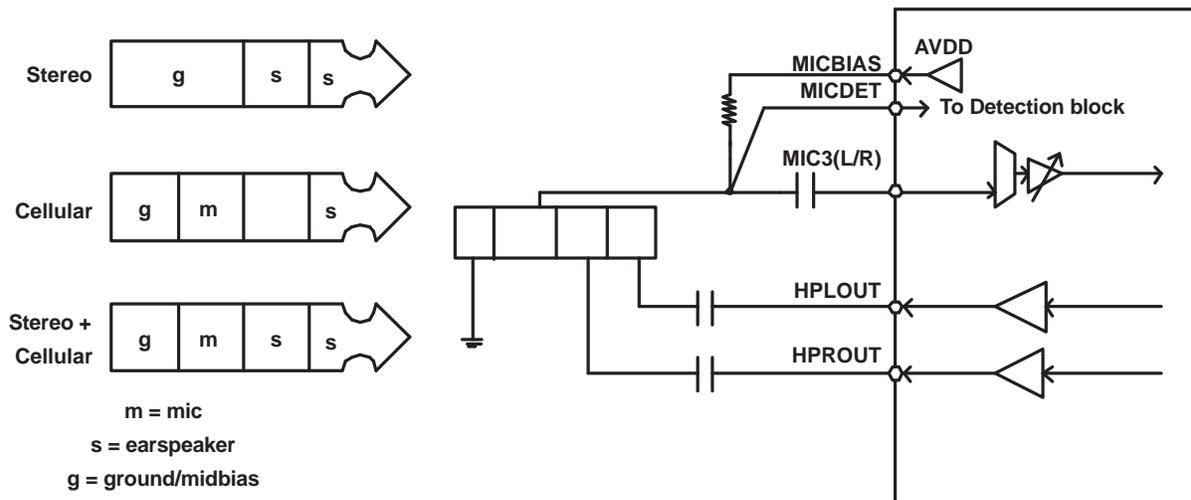 Stereo
g
s
s
Cellular
g
m
s
Stereo +
Cellular
g
m
s
s
m = mic
s = earspeaker
g = ground/midbias
AVDD
MICBIAS
MICDET
To Detection block
MIC3(L/R)
HPLOUT
HPROUT